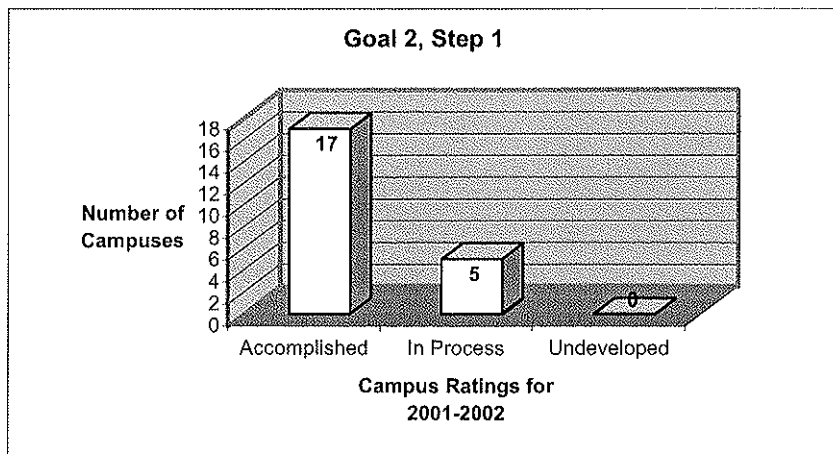 Goal 2, Step 1
18
16
14
12
10
8
6
4
2
0
Number of
Campuses
17
5
0
Accomplished In Process Undeveloped
Campus Ratings for
2001-2002